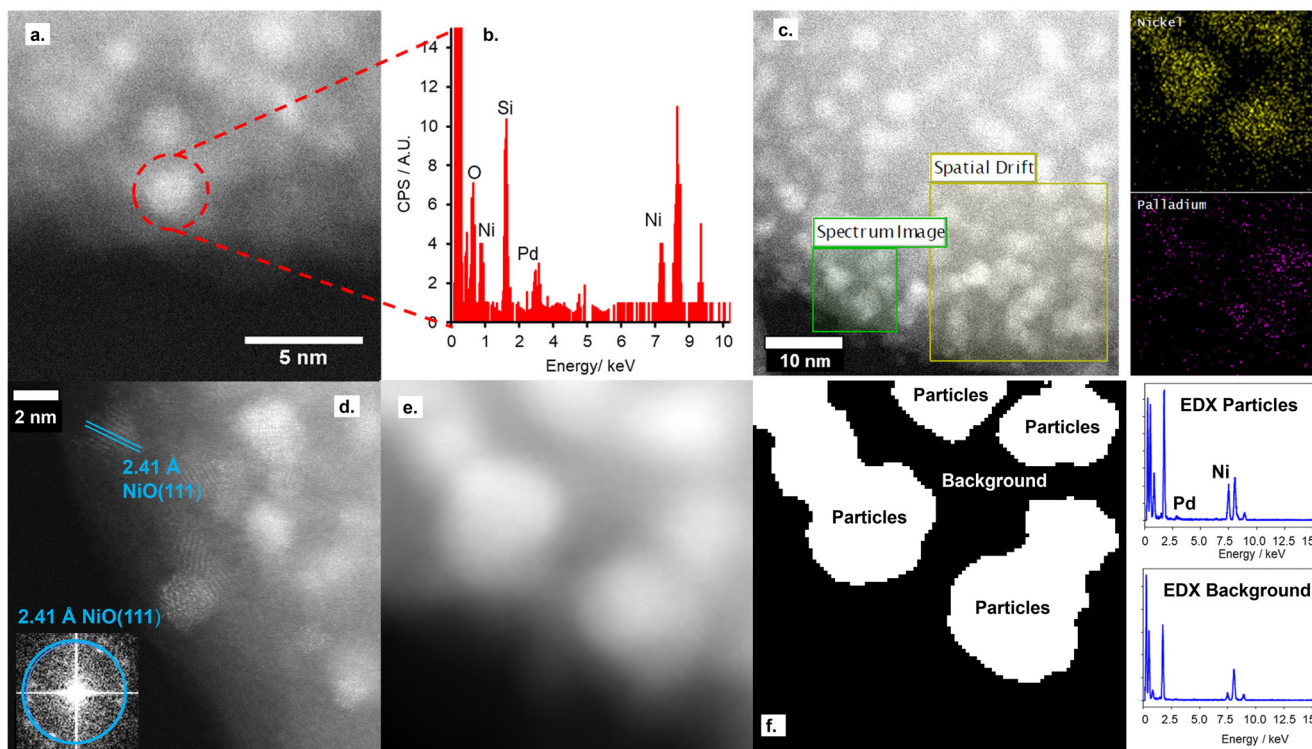 a.
5 nm
b.
CPS / A.U.
14
12
10
8
6
4
2
0
O
Ni
Si
Pd
Ni
0 1 2 3 4 5 6 7 8 9 10
Energy/ keV
c.
Spatial Drift
Spectrum Image
10 nm
Nickel
Palladium
2 nm
d.
2.41 Å
NiO(111)
2.41 Å NiO(111)
e.
Particles
Particles
Background
Particles
Particles
f.
EDX Particles
Ni
Pd
0 2.5 5.0 7.5 10.0 12.5 15
Energy / keV
EDX Background
0 2.5 5.0 7.5 10.0 12.5 15
Energy / keV